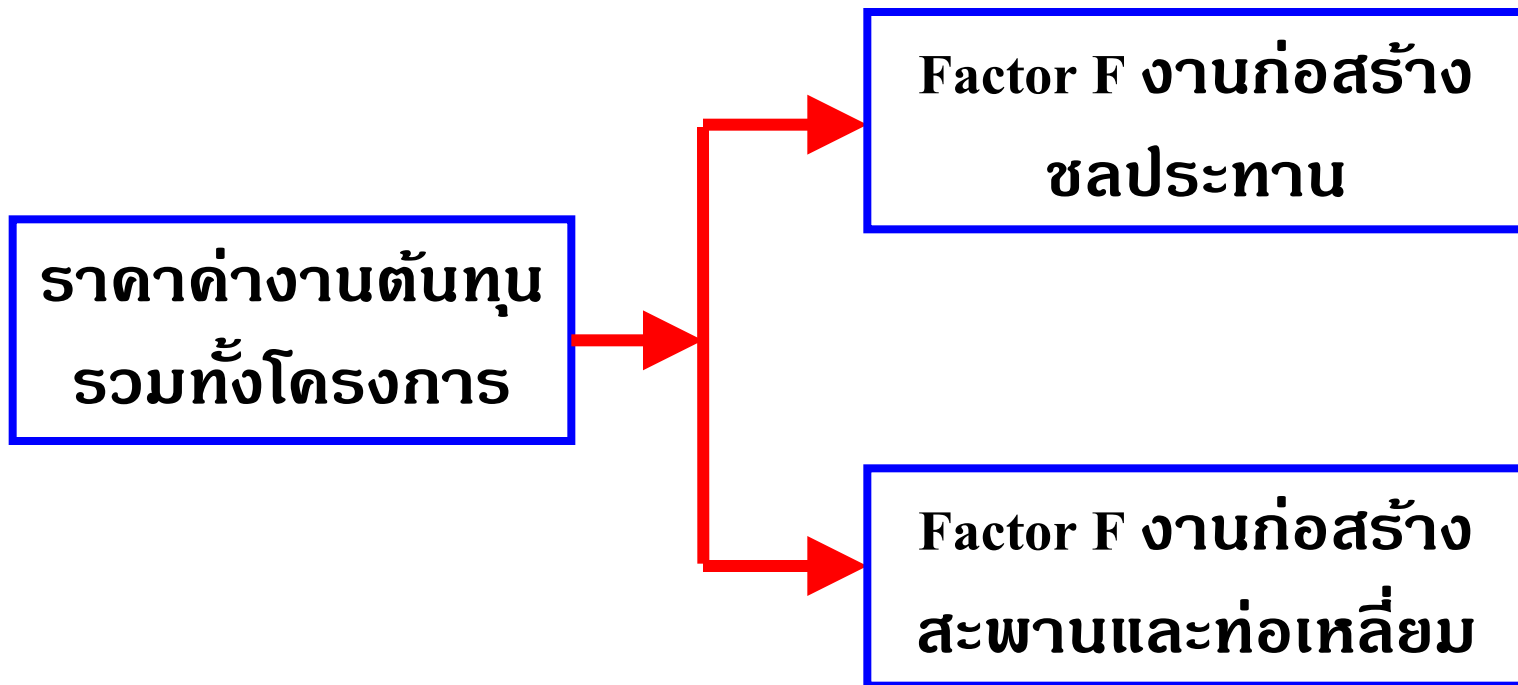 Factor F งานก่อสร้าง
ชลประทาน
ราคาค่างานต้นทุน
รวมทั้งโครงการ
Factor F งานก่อสร้าง
สะพานและท่อเหลี่ยม